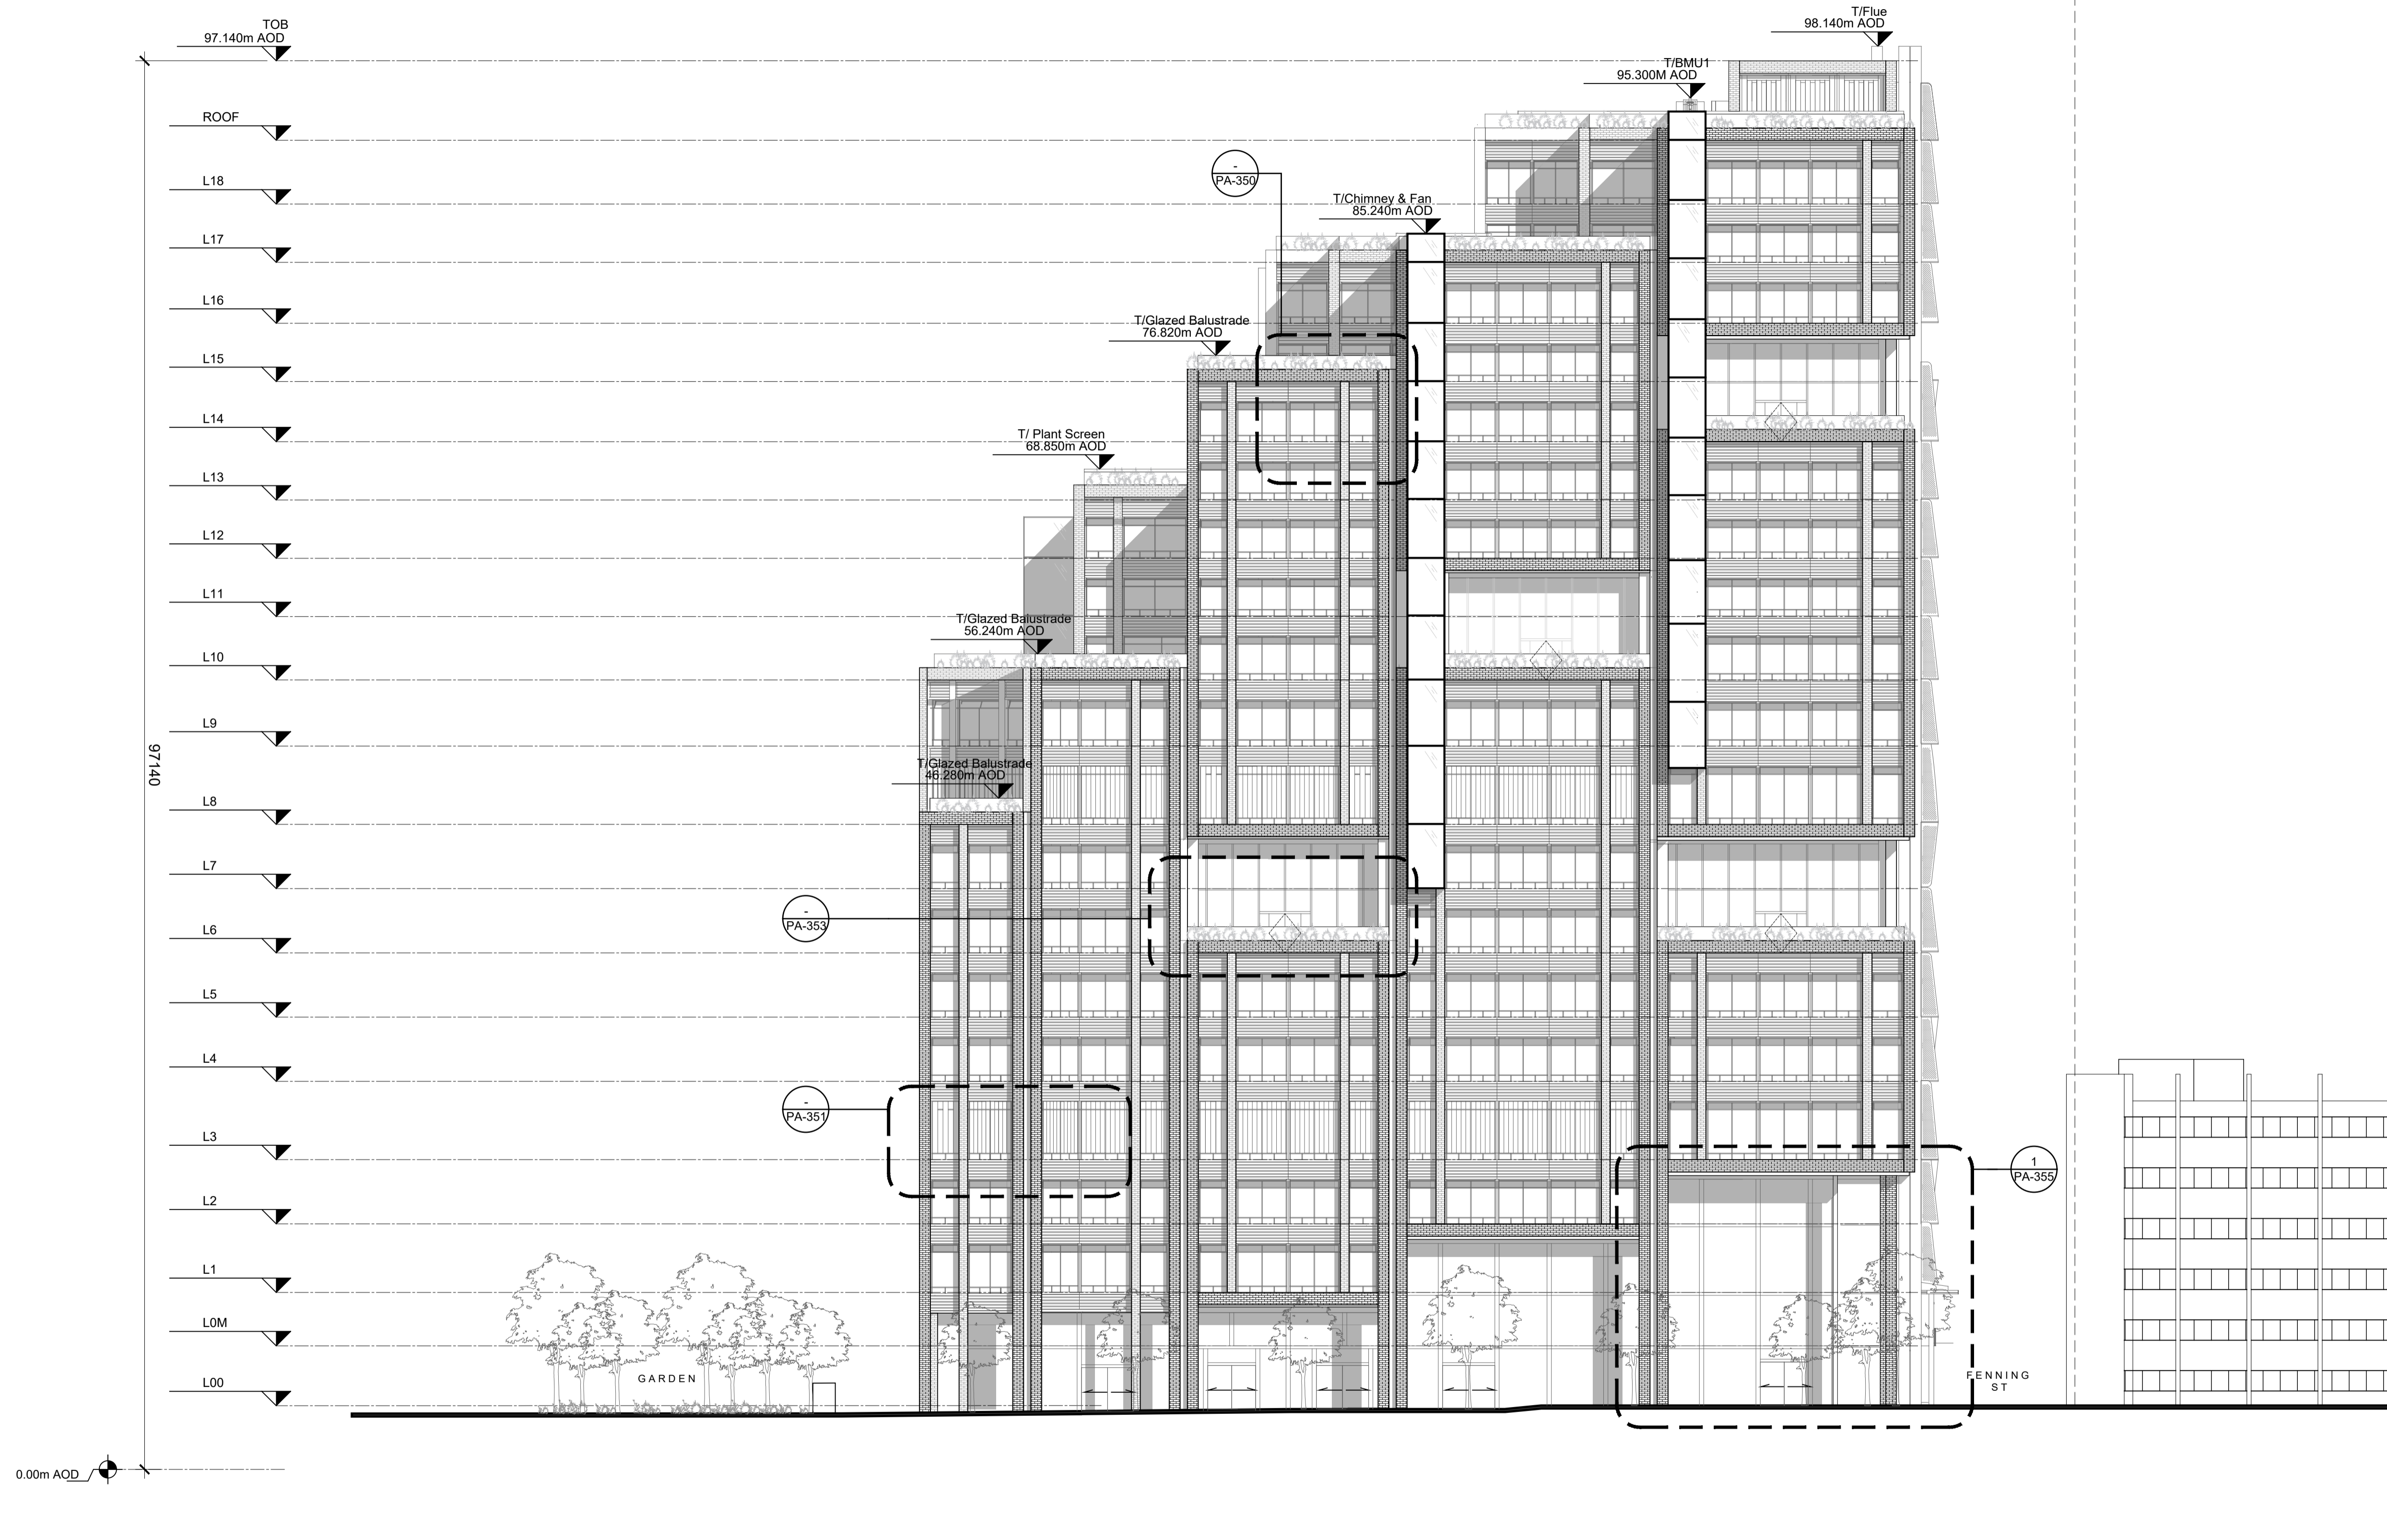 TOB
97.140m AOD
T/Flue
98.140m AOD
T/BMU1
95.300M AOD
ROOF
-
PA-350
L18
T/Chimney & Fan
85.240m AOD
L17
L16
T/Glazed Balustrade
76.820m AOD
L15
L14
T/ Plant Screen
68.850m AOD
L13
L12
L11
T/Glazed Balustrade
56.240m AOD
L10
L9
97140
T/Glazed Balustrade
46.280m AOD
L8
L7
-
PA-353
L6
L5
L4
-
PA-351
L3
1
PA-355
L2
L1
L0M
GARDEN
FENNING
ST
L00
0.00m AOD